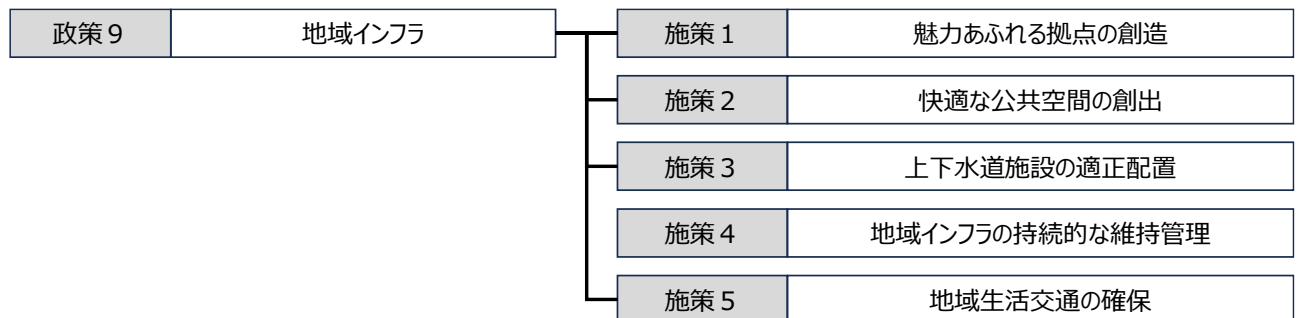 政策９ 地域インフラ
施策１ 魅力あふれる拠点の創造
施策２ 快適な公共空間の創出
施策３ 上下水道施設の適正配置
施策４ 地域インフラの持続的な維持管理
施策５ 地域生活交通の確保